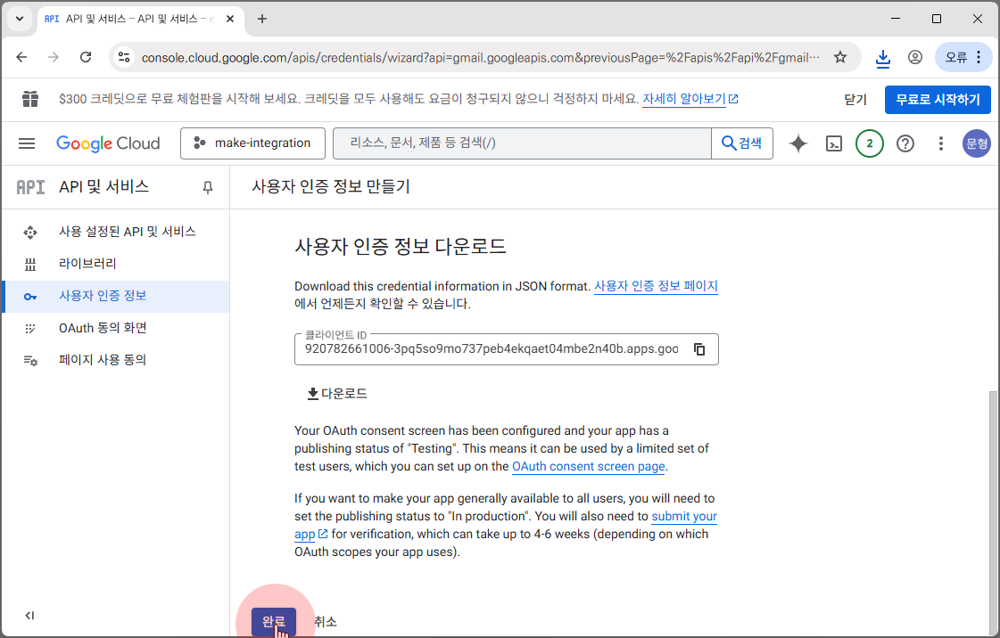 API API 및 서비스 – API 및 서비스 –
console.cloud.google.com/apis/credentials/wizard?api=gmail.googleapis.com&previousPage=%2Fapis%2Fapi%2Fgmail…
오류
$300 크레딧으로 무료 체험판을 시작해 보세요. 크레딧을 모두 사용해도 요금이 청구되지 않으니 걱정하지 마세요. 자세히 알아보기
닫기
무료로 시작하기
Google Cloud
make-integration
리소스, 문서, 제품 등 검색(/)
검색
2
문형
API API 및 서비스
사용자 인증 정보 만들기
사용 설정된 API 및 서비스
라이브러리
사용자 인증 정보
OAuth 동의 화면
페이지 사용 동의
사용자 인증 정보 다운로드
Download this credential information in JSON format. 사용자 인증 정보 페이지
에서 언제든지 확인할 수 있습니다.
클라이언트 ID
920782661006-3pq5so9mo737peb4ekqaet04mbe2n40b.apps.goo
다운로드
Your OAuth consent screen has been configured and your app has a
publishing status of "Testing". This means it can be used by a limited set of
test users, which you can set up on the OAuth consent screen page.
If you want to make your app generally available to all users, you will need to
set the publishing status to "In production". You will also need to submit your
app for verification, which can take up to 4-6 weeks (depending on which
OAuth scopes your app uses).
완료
취소